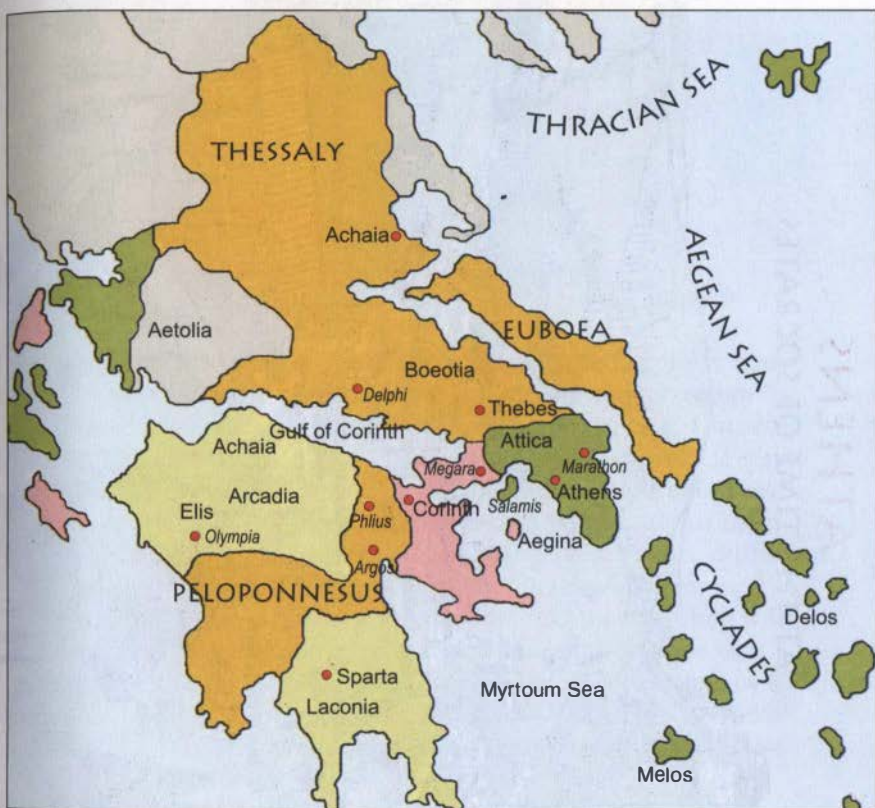 THRACIAN SEA
THESSALY
Achaia
AEGEAN SEA
Aetolia
EUBOEA
Boeotia
Delphi
Thebes
Gulf of Corinth
Attica
Achaia
Megara
Marathon
Arcadia
Athens
Elis
Phlius
Corinth
Salamis
Olympia
Aegina
Argos
PELOPONNESUS
CYCLADES
Delos
Sparta
Laconia
Myrtoum Sea
Melos